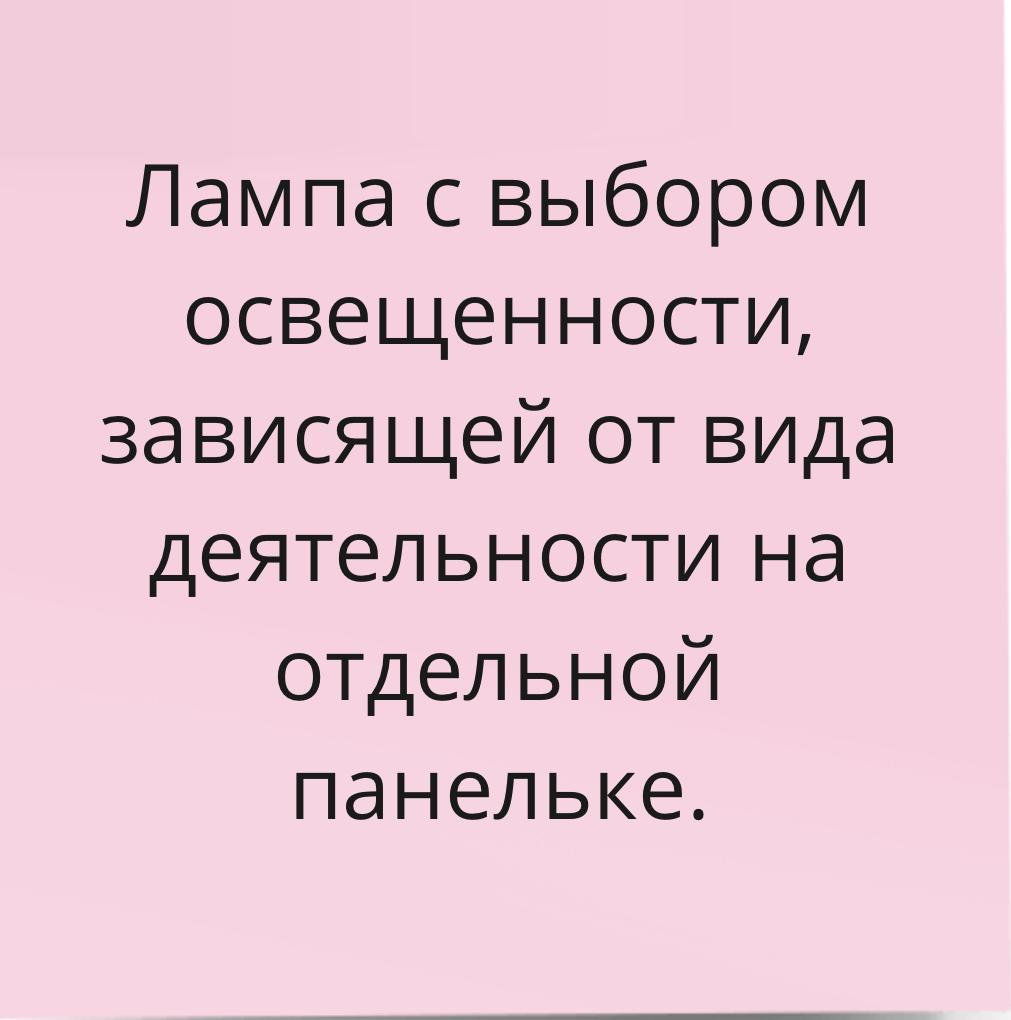 Лампа с выбором
освещенности,
зависящей от вида
деятельности на
отдельной
панельке.